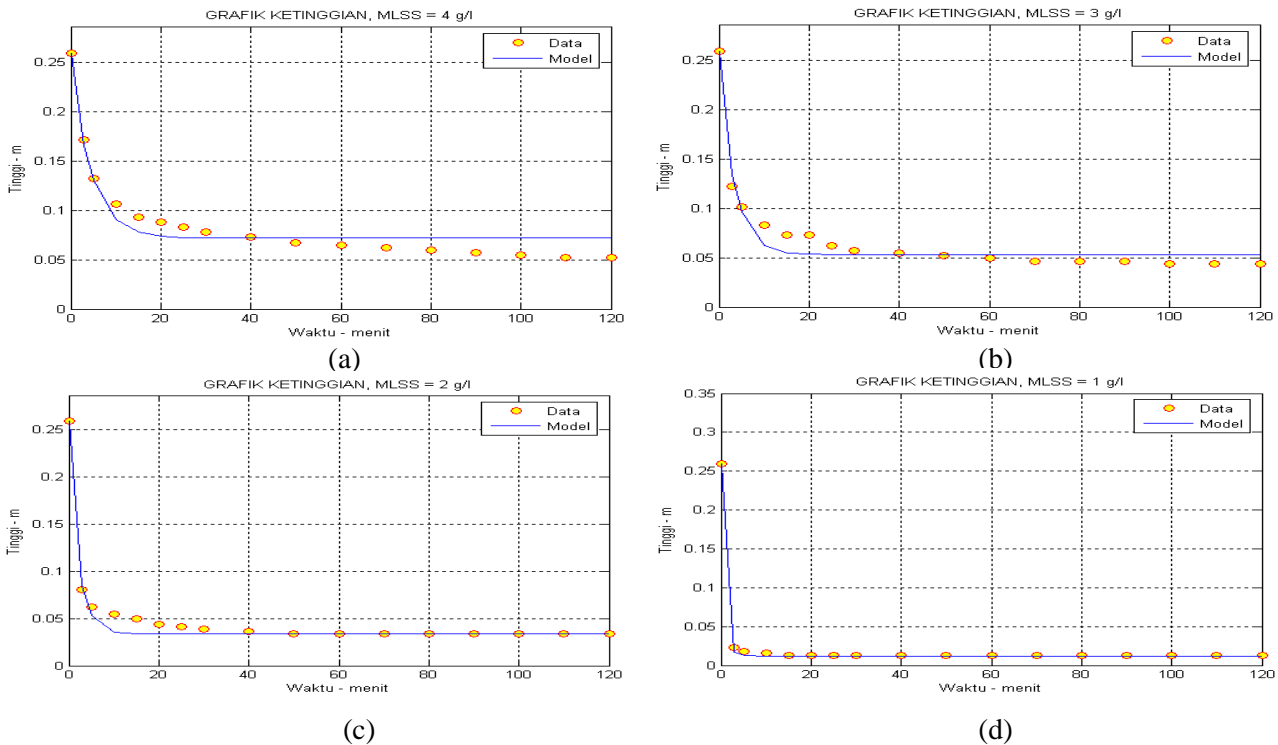 GRAFIK KETINGGIAN, MLSS = 4 g/l
Data
Model
Tinggi - m
0.25
0.2
0.15
0.1
0.05
0
0 20 40 60 80 100 120
Waktu - menit
(a)
GRAFIK KETINGGIAN, MLSS = 3 g/l
Data
Model
Tinggi - m
0.25
0.2
0.15
0.1
0.05
0
0 20 40 60 80 100 120
Waktu - menit
(b)
GRAFIK KETINGGIAN, MLSS = 2 g/l
Data
Model
Tinggi - m
0.25
0.2
0.15
0.1
0.05
0
0 20 40 60 80 100 120
Waktu - menit
(c)
GRAFIK KETINGGIAN, MLSS = 1 g/l
Data
Model
Tinggi - m
0.35
0.3
0.25
0.2
0.15
0.1
0.05
0
0 20 40 60 80 100 120
Waktu - menit
(d)